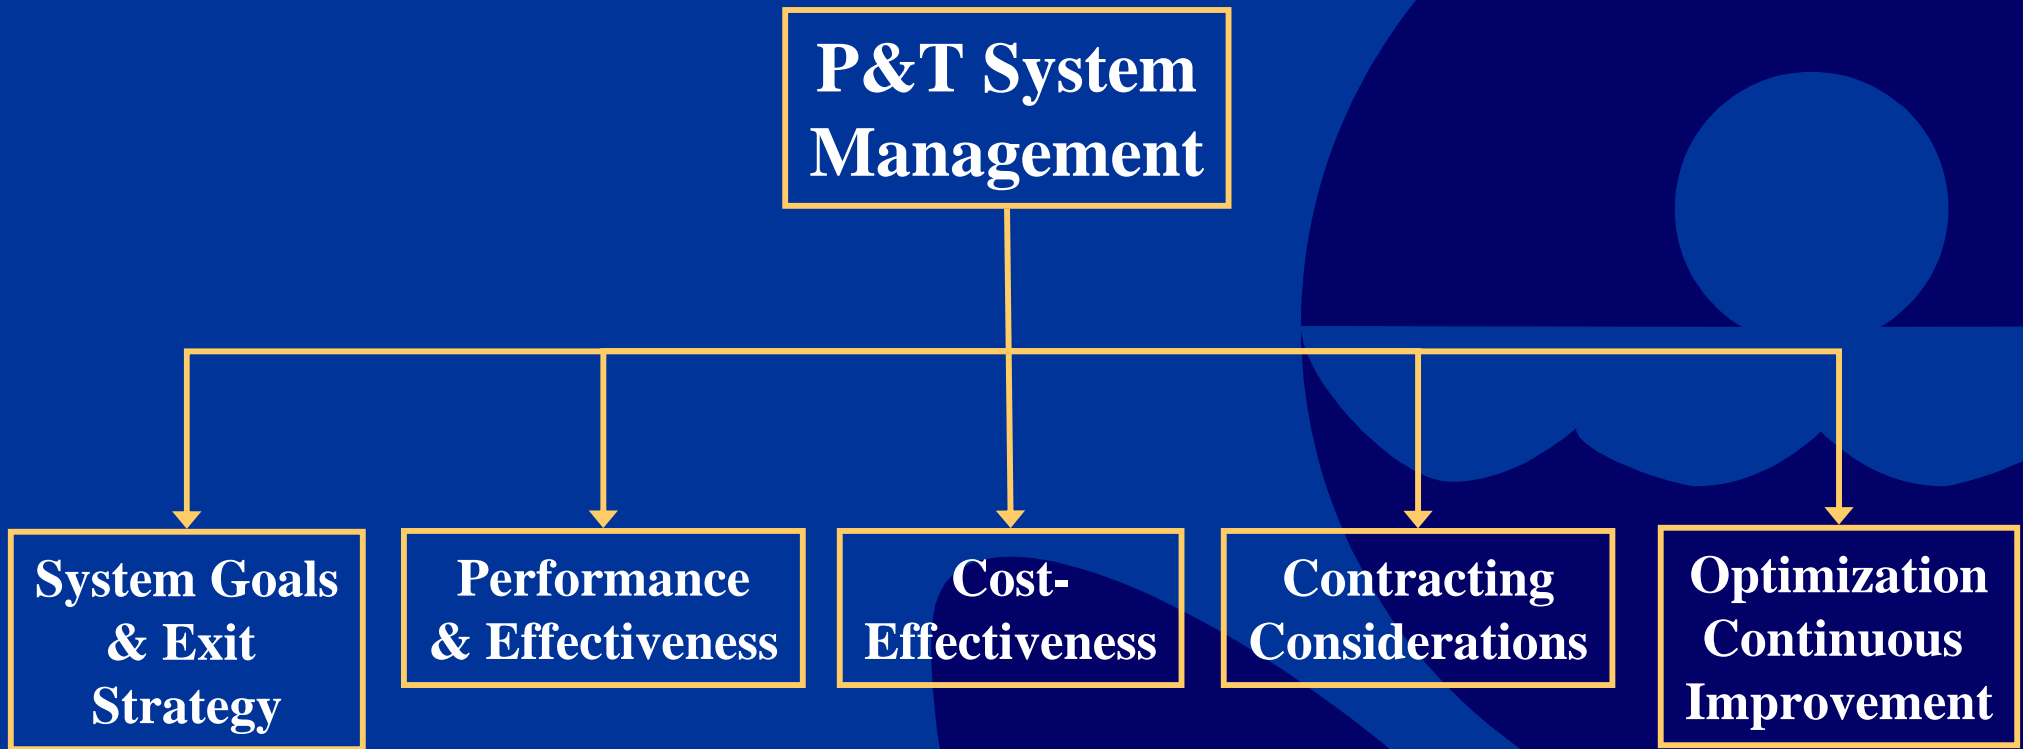 P&T System
Management
System Goals
& Exit
Strategy
Performance
& Effectiveness
Cost-
Effectiveness
Contracting
Considerations
Optimization
Continuous
Improvement